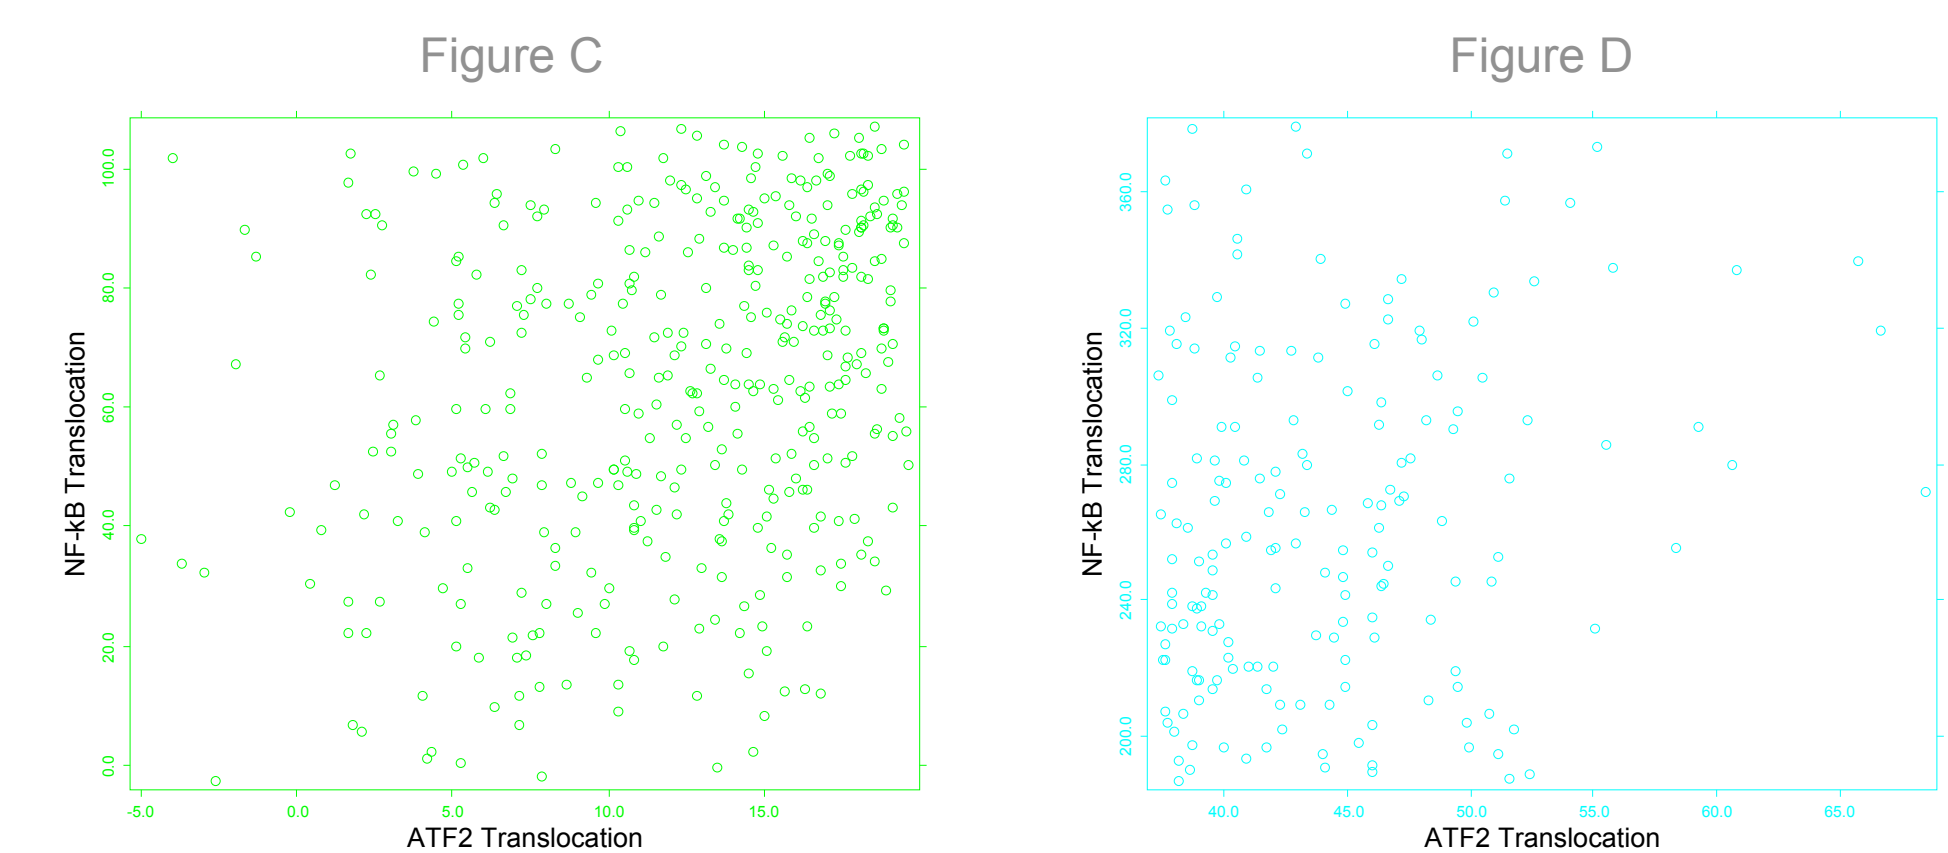 Figure C
Figure D
NF-kB Translocation
100.0
80.0
60.0
40.0
20.0
0.0
-5.0 0.0 5.0 10.0 15.0
ATF2 Translocation
NF-kB Translocation
360.0
320.0
280.0
240.0
200.0
40.0 45.0 50.0 55.0 60.0 65.0
ATF2 Translocation